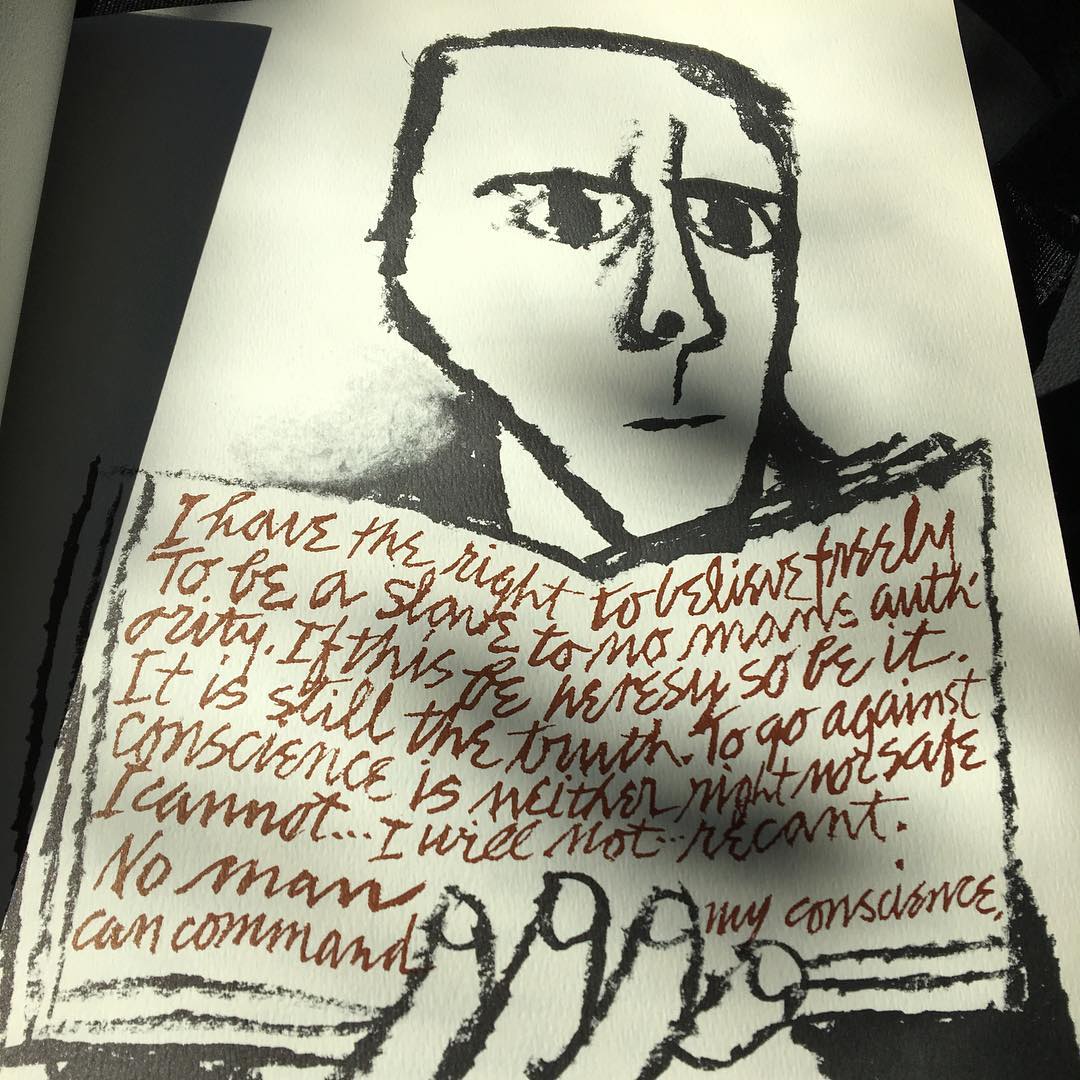 I have the right to believe freely
To be a slave to no man's auth-
ority. If this be heresy so be it.
It is still the truth. To go against
conscience is neither right nor safe
I cannot... I will not... recant.
No man
can command my conscience.